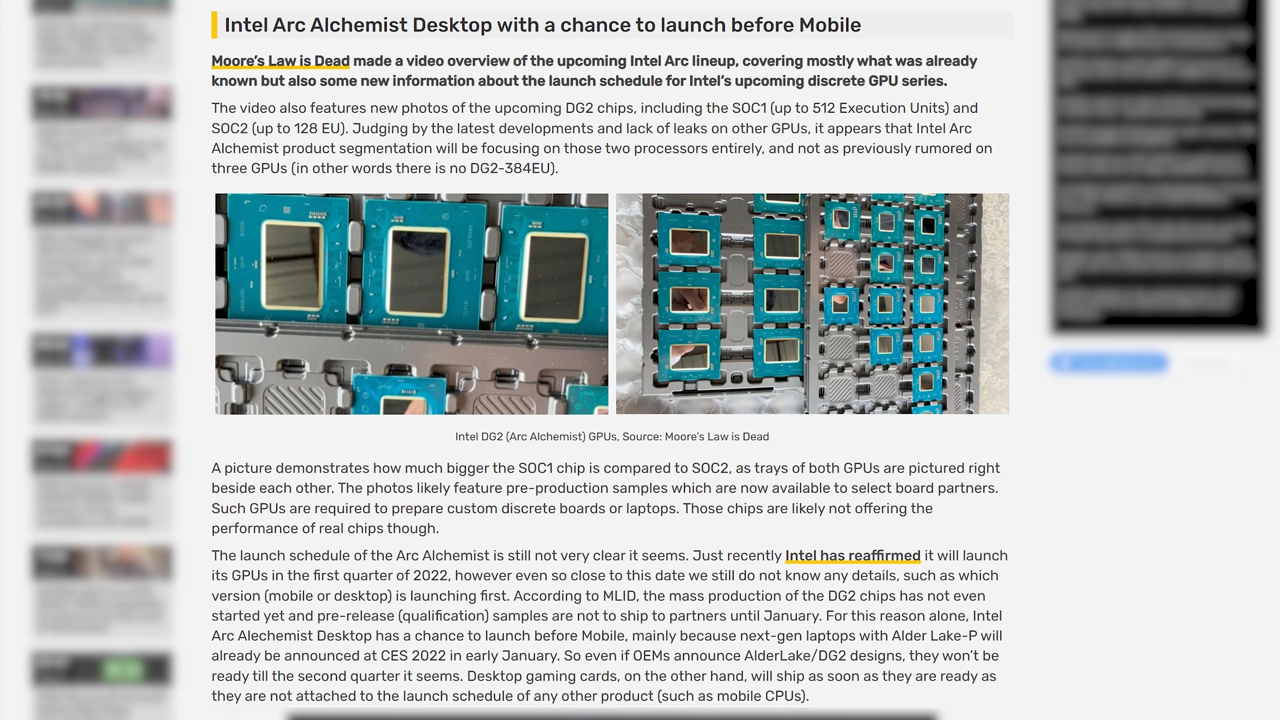 Intel Arc Alchemist Desktop with a chance to launch before Mobile
Moore's Law is Dead made a video overview of the upcoming Intel Arc lineup, covering mostly what was already
known but also some new information about the launch schedule for Intel's upcoming discrete GPU series.
The video also features new photos of the upcoming DG2 chips, including the SOC1 (up to 512 Execution Units) and
SOC2 (up to 128 EU). Judging by the latest developments and lack of leaks on other GPUs, it appears that Intel Arc
Alchemist product segmentation will be focusing on those two processors entirely, and not as previously rumored on
three GPUs (in other words there is no DG2-384EU).
Intel DG2 (Arc Alchemist) GPUs, Source: Moore's Law is Dead
A picture demonstrates how much bigger the SOC1 chip is compared to SOC2, as trays of both GPUs are pictured right
beside each other. The photos likely feature pre-production samples which are now available to select board partners.
Such GPUs are required to prepare custom discrete boards or laptops. Those chips are likely not offering the
performance of real chips though.
The launch schedule of the Arc Alchemist is still not very clear it seems. Just recently Intel has reaffirmed it will launch
its GPUs in the first quarter of 2022, however even so close to this date we still do not know any details, such as which
version (mobile or desktop) is launching first. According to MLID, the mass production of the DG2 chips has not even
started yet and pre-release (qualification) samples are not to ship to partners until January. For this reason alone, Intel
Arc Alechemist Desktop has a chance to launch before Mobile, mainly because next-gen laptops with Alder Lake-P will
already be announced at CES 2022 in early January. So even if OEMs announce AlderLake/DG2 designs, they won't be
ready till the second quarter it seems. Desktop gaming cards, on the other hand, will ship as soon as they are ready as
they are not attached to the launch schedule of any other product (such as mobile CPUs).